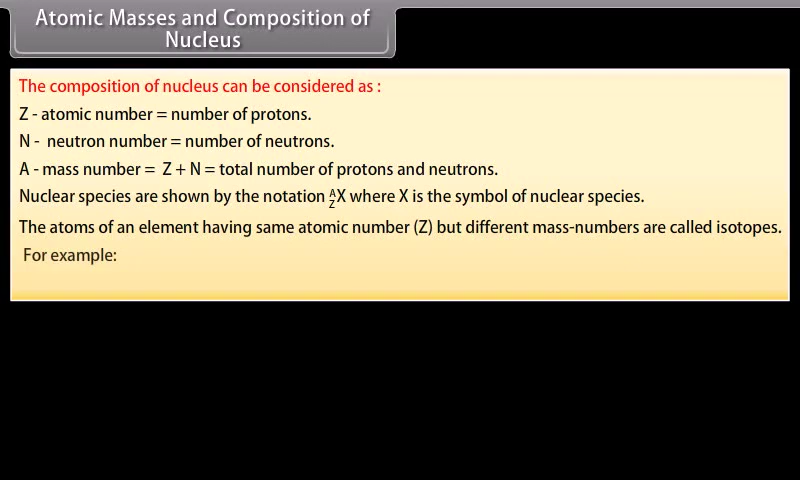 Atomic Masses and Composition of
Nucleus
The composition of nucleus can be considered as :
Z - atomic number = number of protons.
N - neutron number = number of neutrons.
A - mass number = Z + N = total number of protons and neutrons.
Nuclear species are shown by the notation ᴬ_ZX where X is the symbol of nuclear species.
The atoms of an element having same atomic number (Z) but different mass-numbers are called isotopes.
For example: